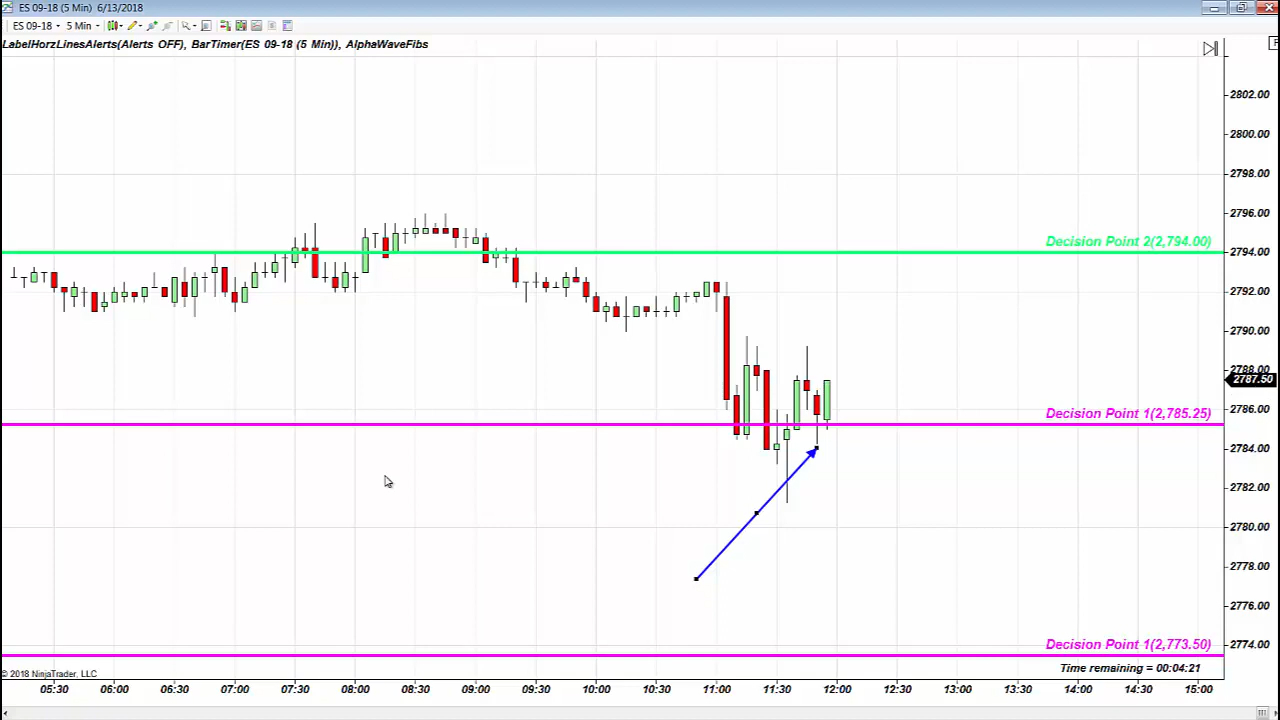 ES 09-18 (5 Min) 6/13/2018
ES 09-18 5 Min
LabelHorzLinesAlerts(Alerts OFF), BarTimer(ES 09-18 (5 Min)), AlphaWaveFibs
F
2802.00
2800.00
2798.00
2796.00
Decision Point 2(2,794.00)
2794.00
2792.00
2790.00
2788.00
2787.50
2786.00
Decision Point 1(2,785.25)
2784.00
2782.00
2780.00
2778.00
2776.00
Decision Point 1(2,773.50)
2774.00
Time remaining = 00:04:21
© 2018 NinjaTrader, LLC
05:30 06:00 06:30 07:00 07:30 08:00 08:30 09:00 09:30 10:00 10:30 11:00 11:30 12:00 12:30 13:00 13:30 14:00 14:30 15:00